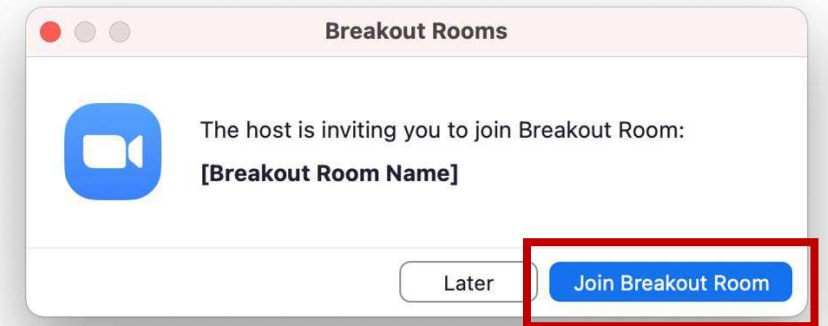 Breakout Rooms
The host is inviting you to join Breakout Room:
[Breakout Room Name]
Later
Join Breakout Room